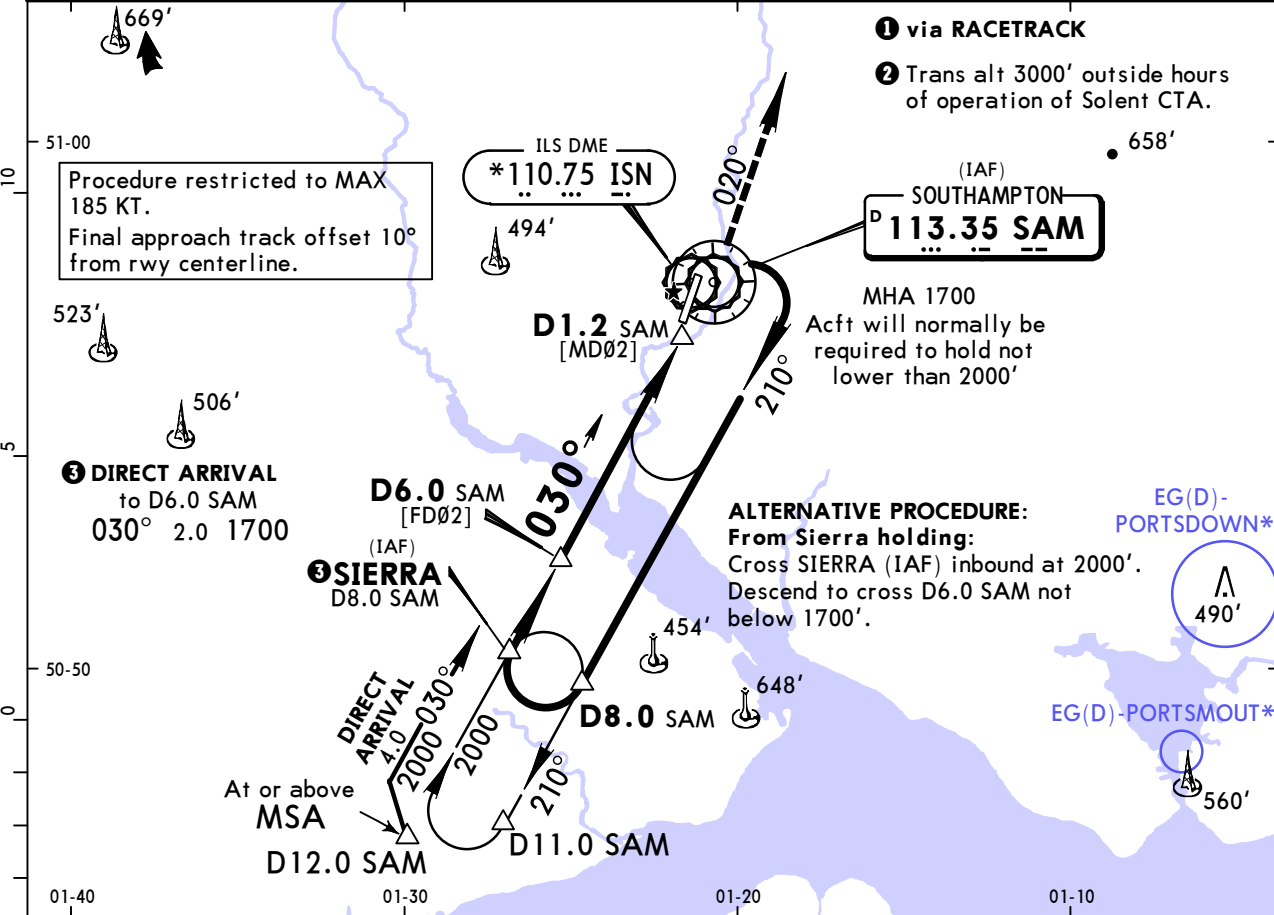 669'
❶ via RACETRACK
❷ Trans alt 3000' outside hours
of operation of Solent CTA.
658'
51-00
10
Procedure restricted to MAX
185 KT.
Final approach track offset 10°
from rwy centerline.
ILS DME
*110.75 ISN
494'
020°
(IAF)
SOUTHAMPTON
D 113.35 SAM
523'
D1.2 SAM
[MDØ2]
MHA 1700
Acft will normally be
required to hold not
lower than 2000'
210°
506'
5
❸ DIRECT ARRIVAL
to D6.0 SAM
030° 2.0 1700
D6.0 SAM
[FDØ2]
030°
(IAF)
❸ SIERRA
D8.0 SAM
ALTERNATIVE PROCEDURE:
From Sierra holding:
Cross SIERRA (IAF) inbound at 2000'.
Descend to cross D6.0 SAM not
below 1700'.
EG(D)-
PORTSDOWN*
490'
454'
50-50
648'
D8.0 SAM
EG(D)-PORTSMOUT*
560'
0
DIRECT
ARRIVAL
4.0
2000 030°
2000
210°
At or above
MSA
D12.0 SAM
D11.0 SAM
01-40
01-30
01-20
01-10